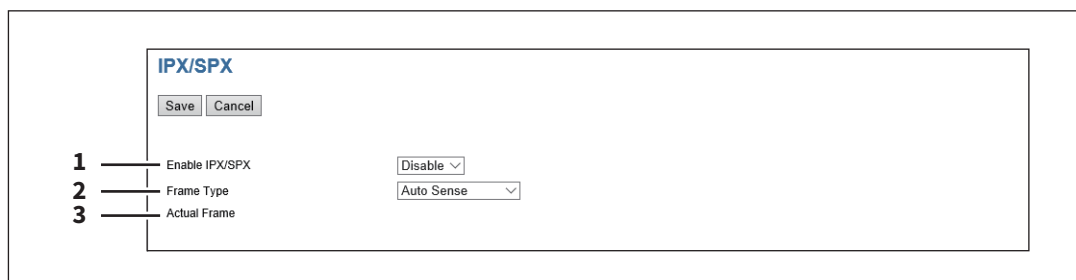 IPX/SPX
Save Cancel
1 Enable IPX/SPX Disable
2 Frame Type Auto Sense
3 Actual Frame